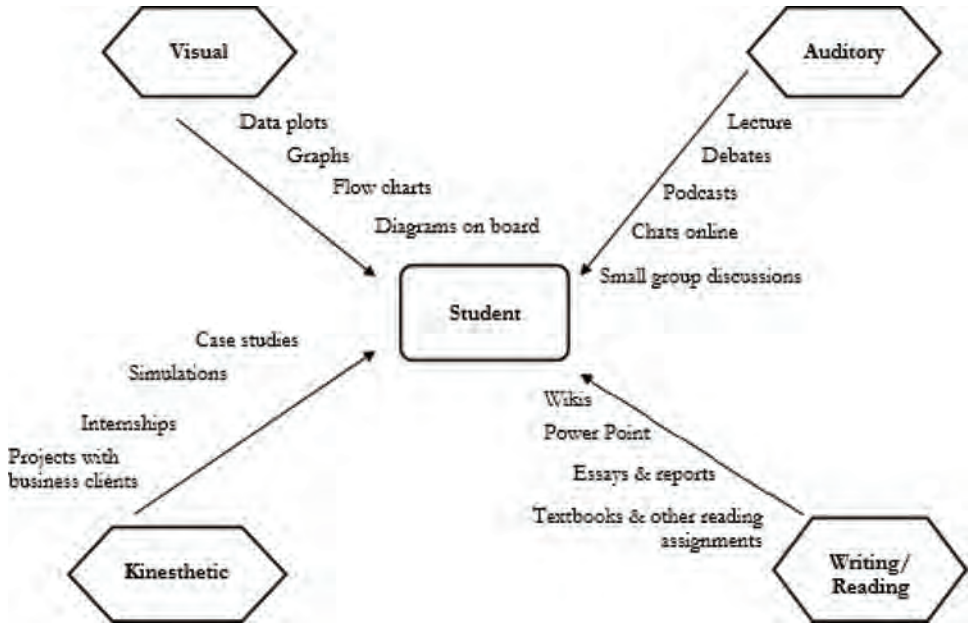 Visual
Auditory
Data plots
Graphs
Flow charts
Diagrams on board
Lecture
Debates
Podcasts
Chats online
Small group discussions
Student
Case studies
Simulations
Internships
Projects with
business clients
Wikis
Power Point
Essays & reports
Textbooks & other reading
assignments
Kinesthetic
Writing/
Reading